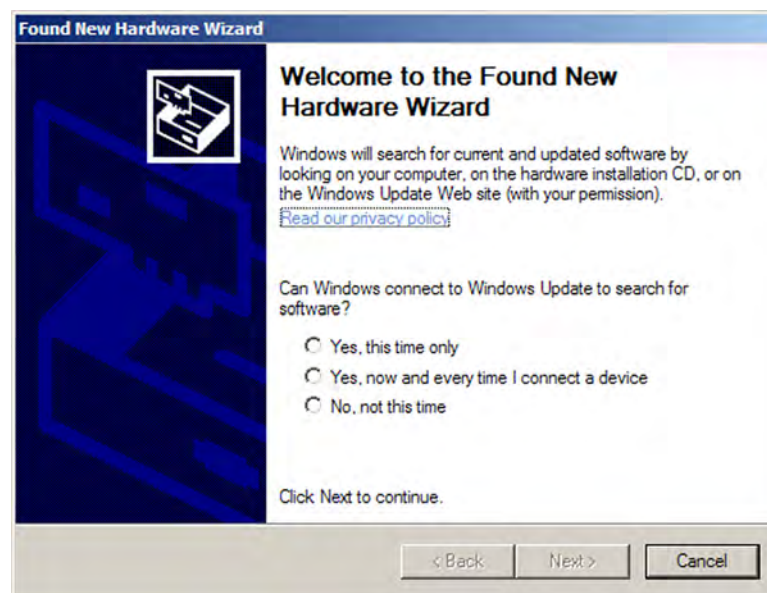 Found New Hardware Wizard
Welcome to the Found New
Hardware Wizard
Windows will search for current and updated software by
looking on your computer, on the hardware installation CD, or on
the Windows Update Web site (with your permission).
Read our privacy policy
Can Windows connect to Windows Update to search for
software?
Yes, this time only
Yes, now and every time I connect a device
No, not this time
Click Next to continue.
< Back
Next >
Cancel